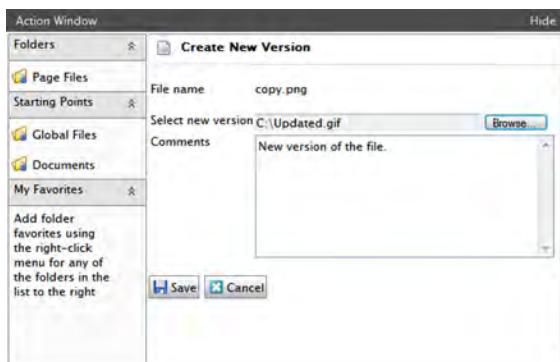 Action Window Hide
Folders
Page Files
Starting Points
Global Files
Documents
My Favorites
Add folder
favorites using
the right-click
menu for any of
the folders in the
list to the right
Create New Version
File name copy.png
Select new version C:\Updated.gif Browse...
Comments New version of the file.
Save Cancel